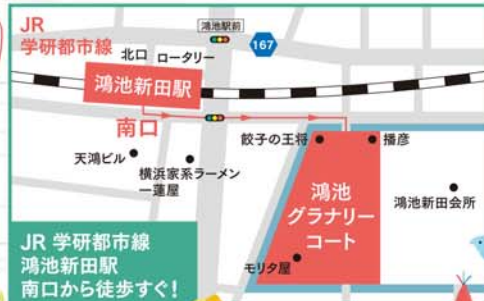 JR
学研都市線
鴻池駅前
167
北口 ロータリー
鴻池新田駅
南口
餃子の王将
播彦
天鴻ビル
横浜家系ラーメン
一蓮屋
鴻池
グラナリー
コート
鴻池新田会所
モリタ屋
JR 学研都市線
鴻池新田駅
南口から徒歩すぐ!